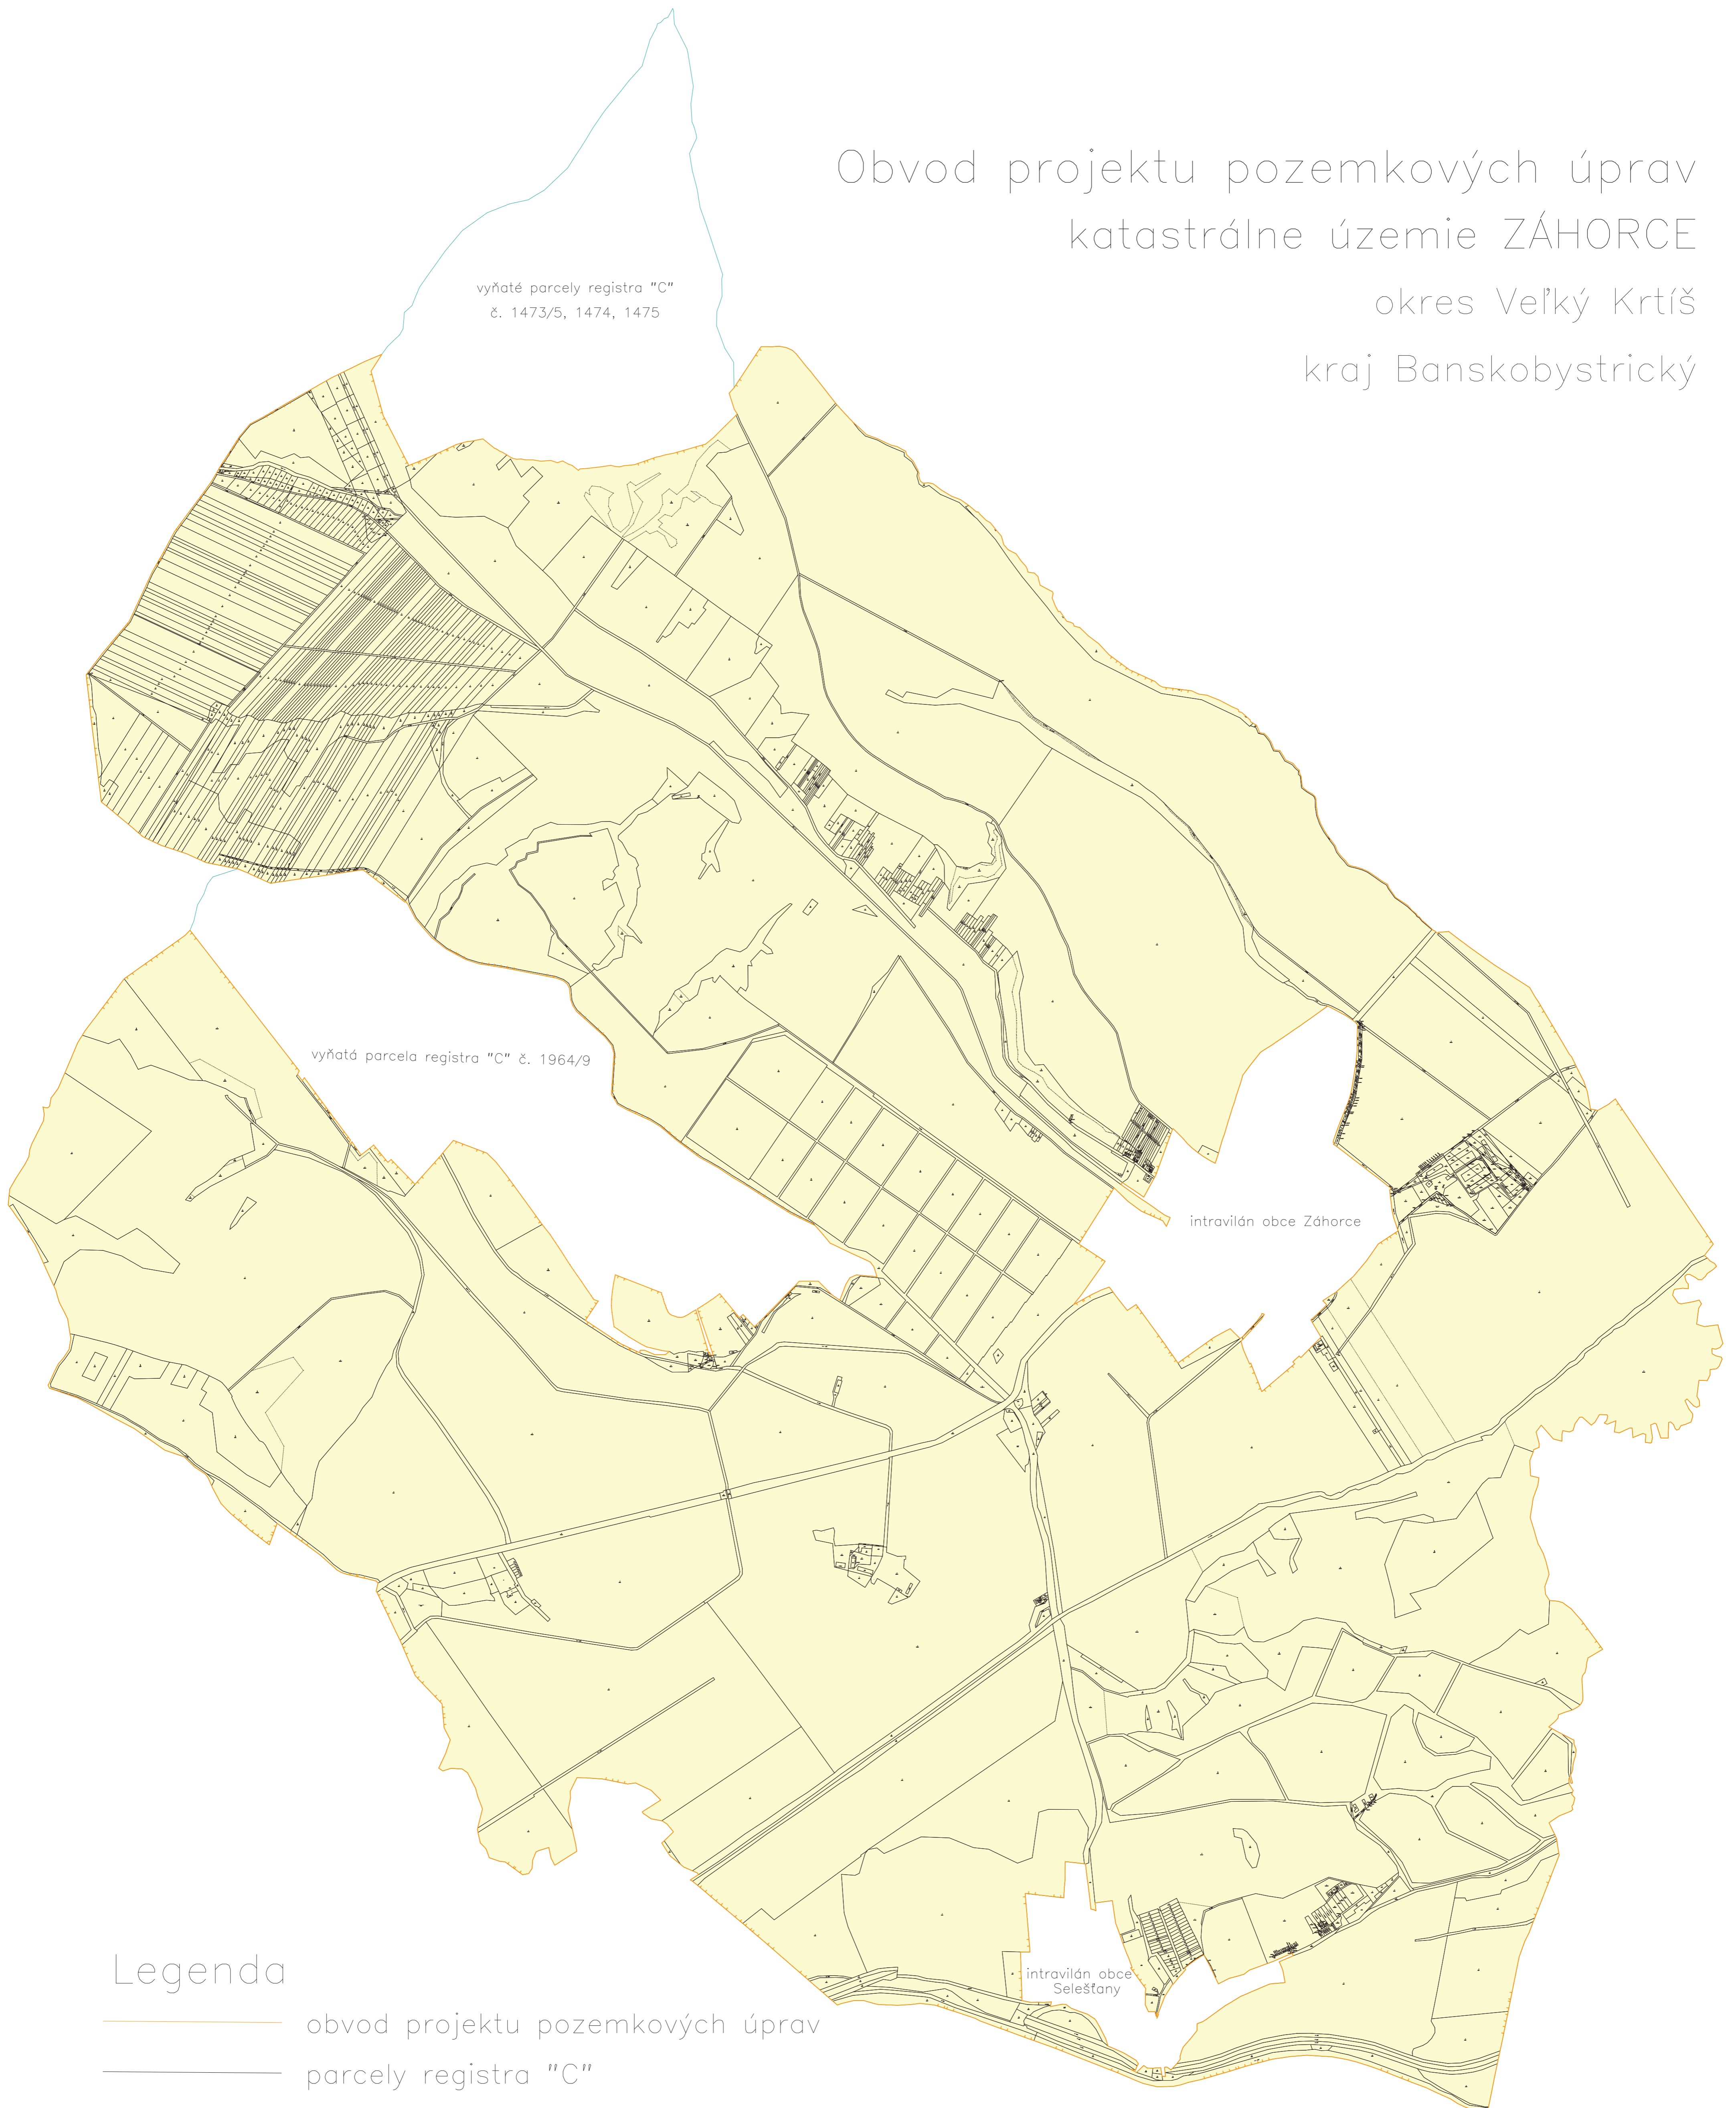 Obvod projektu pozemkových úprav
katastrálne územie ZÁHORCE
okres Veľký Krtíš
kraj Banskobystrický
vyňaté parcely registra "C"
č. 1473/5, 1474, 1475
vyňatá parcela registra "C" č. 1964/9
intravilán obce Záhorce
intravilán obce
Selešťany
Legenda
obvod projektu pozemkových úprav
parcely registra "C"